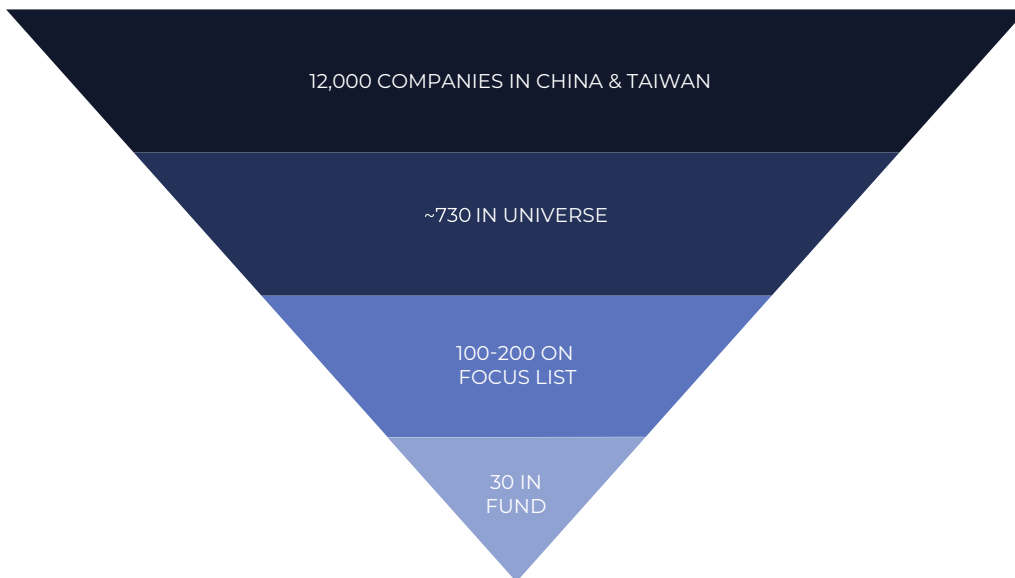 12,000 COMPANIES IN CHINA & TAIWAN
~730 IN UNIVERSE
100-200 ON
FOCUS LIST
30 IN
FUND